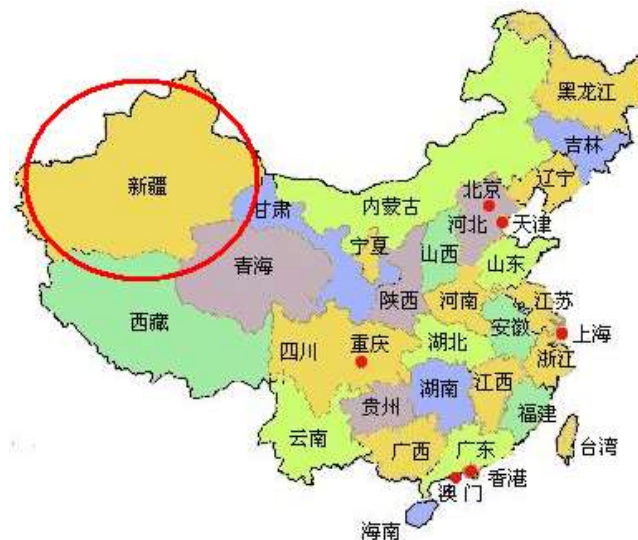 黑龙江
吉林
辽宁
北京
新疆
甘肃
内蒙古
河北
天津
宁夏
山西
青海
山东
陕西
河南
江苏
西藏
安徽
上海
四川
重庆
湖北
浙江
湖南
江西
贵州
福建
云南
广西
广东
台湾
香港
澳门
海南